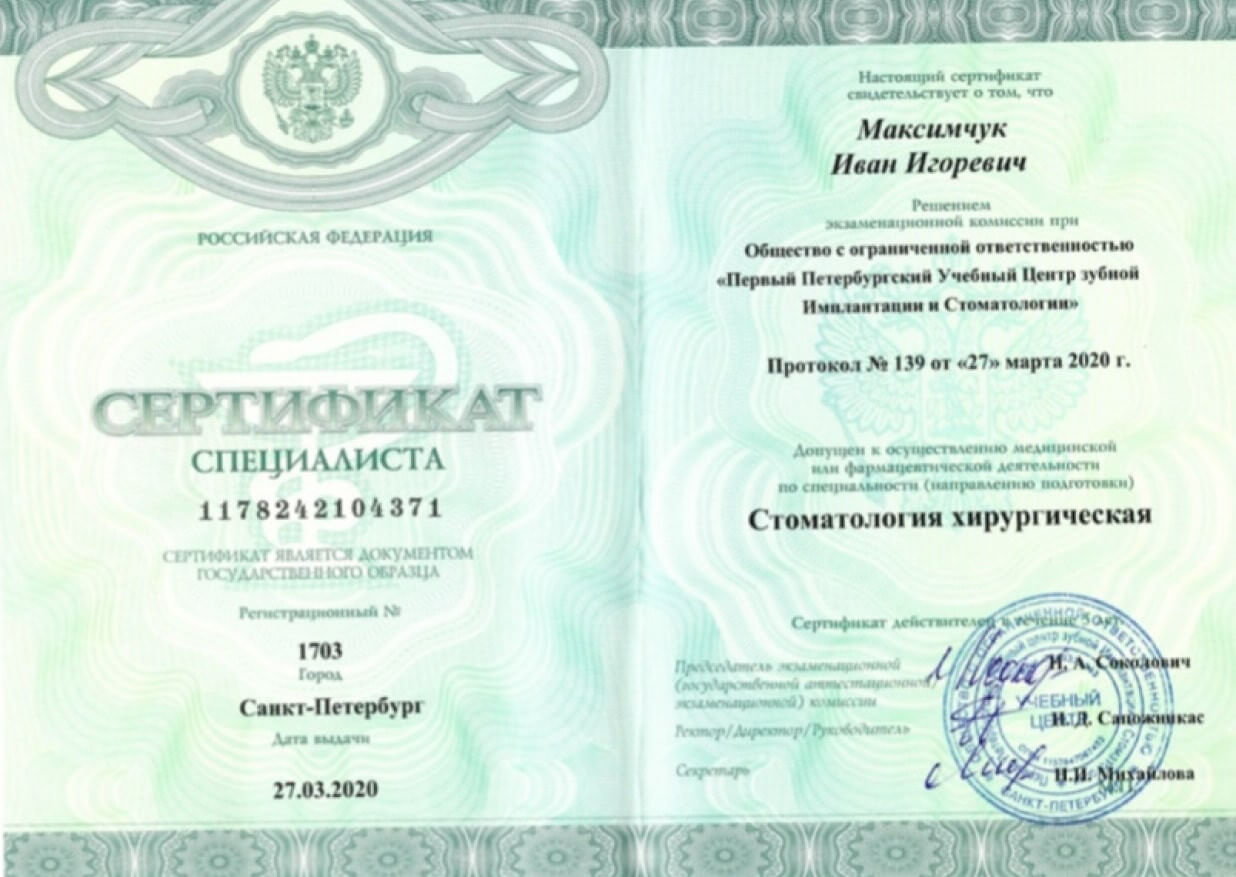 РОССИЙСКАЯ ФЕДЕРАЦИЯ
СЕРТИФИКАТ
СПЕЦИАЛИСТА
1178242104371
СЕРТИФИКАТ ЯВЛЯЕТСЯ ДОКУМЕНТОМ
ГОСУДАРСТВЕННОГО ОБРАЗЦА
Регистрационный №
1703
Город
Санкт-Петербург
Дата выдачи
27.03.2020
Настоящий сертификат
свидетельствует о том, что
Максимчук
Иван Игоревич
Решением
экзаменационной комиссии при
Общество с ограниченной ответственностью
«Первый Петербургский Учебный Центр зубной
Имплантации и Стоматологии»
Протокол № 139 от «27» марта 2020 г.
Допущен к осуществлению медицинской
или фармацевтической деятельности
по специальности (направлению подготовки)
Стоматология хирургическая
Сертификат действителен в течение 5 лет
Председатель экзаменационной
(государственной аттестационной/
экзаменационной) комиссии
Н. А. Соколович
Ректор/Директор/Руководитель
И.Д. Сапожникас
Секретарь
Михайлова
УЧЕБНЫЙ
ЦЕНТР
САНКТ-ПЕТЕРБУРГ